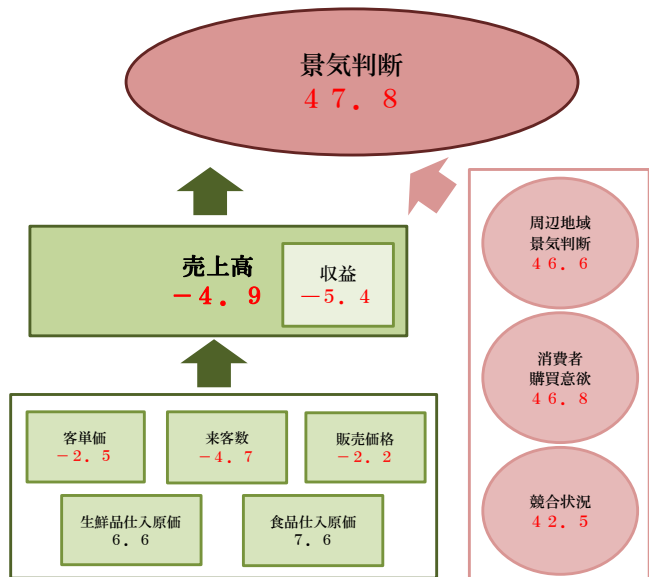 景気判断
４７．８
売上高
－４．９
収益
―５．４
周辺地域
景気判断
４６．６
消費者
購買意欲
４６．８
競合状況
４２．５
客単価
－２．５
来客数
－４．７
販売価格
－２．２
生鮮品仕入原価
６．６
食品仕入原価
７．６